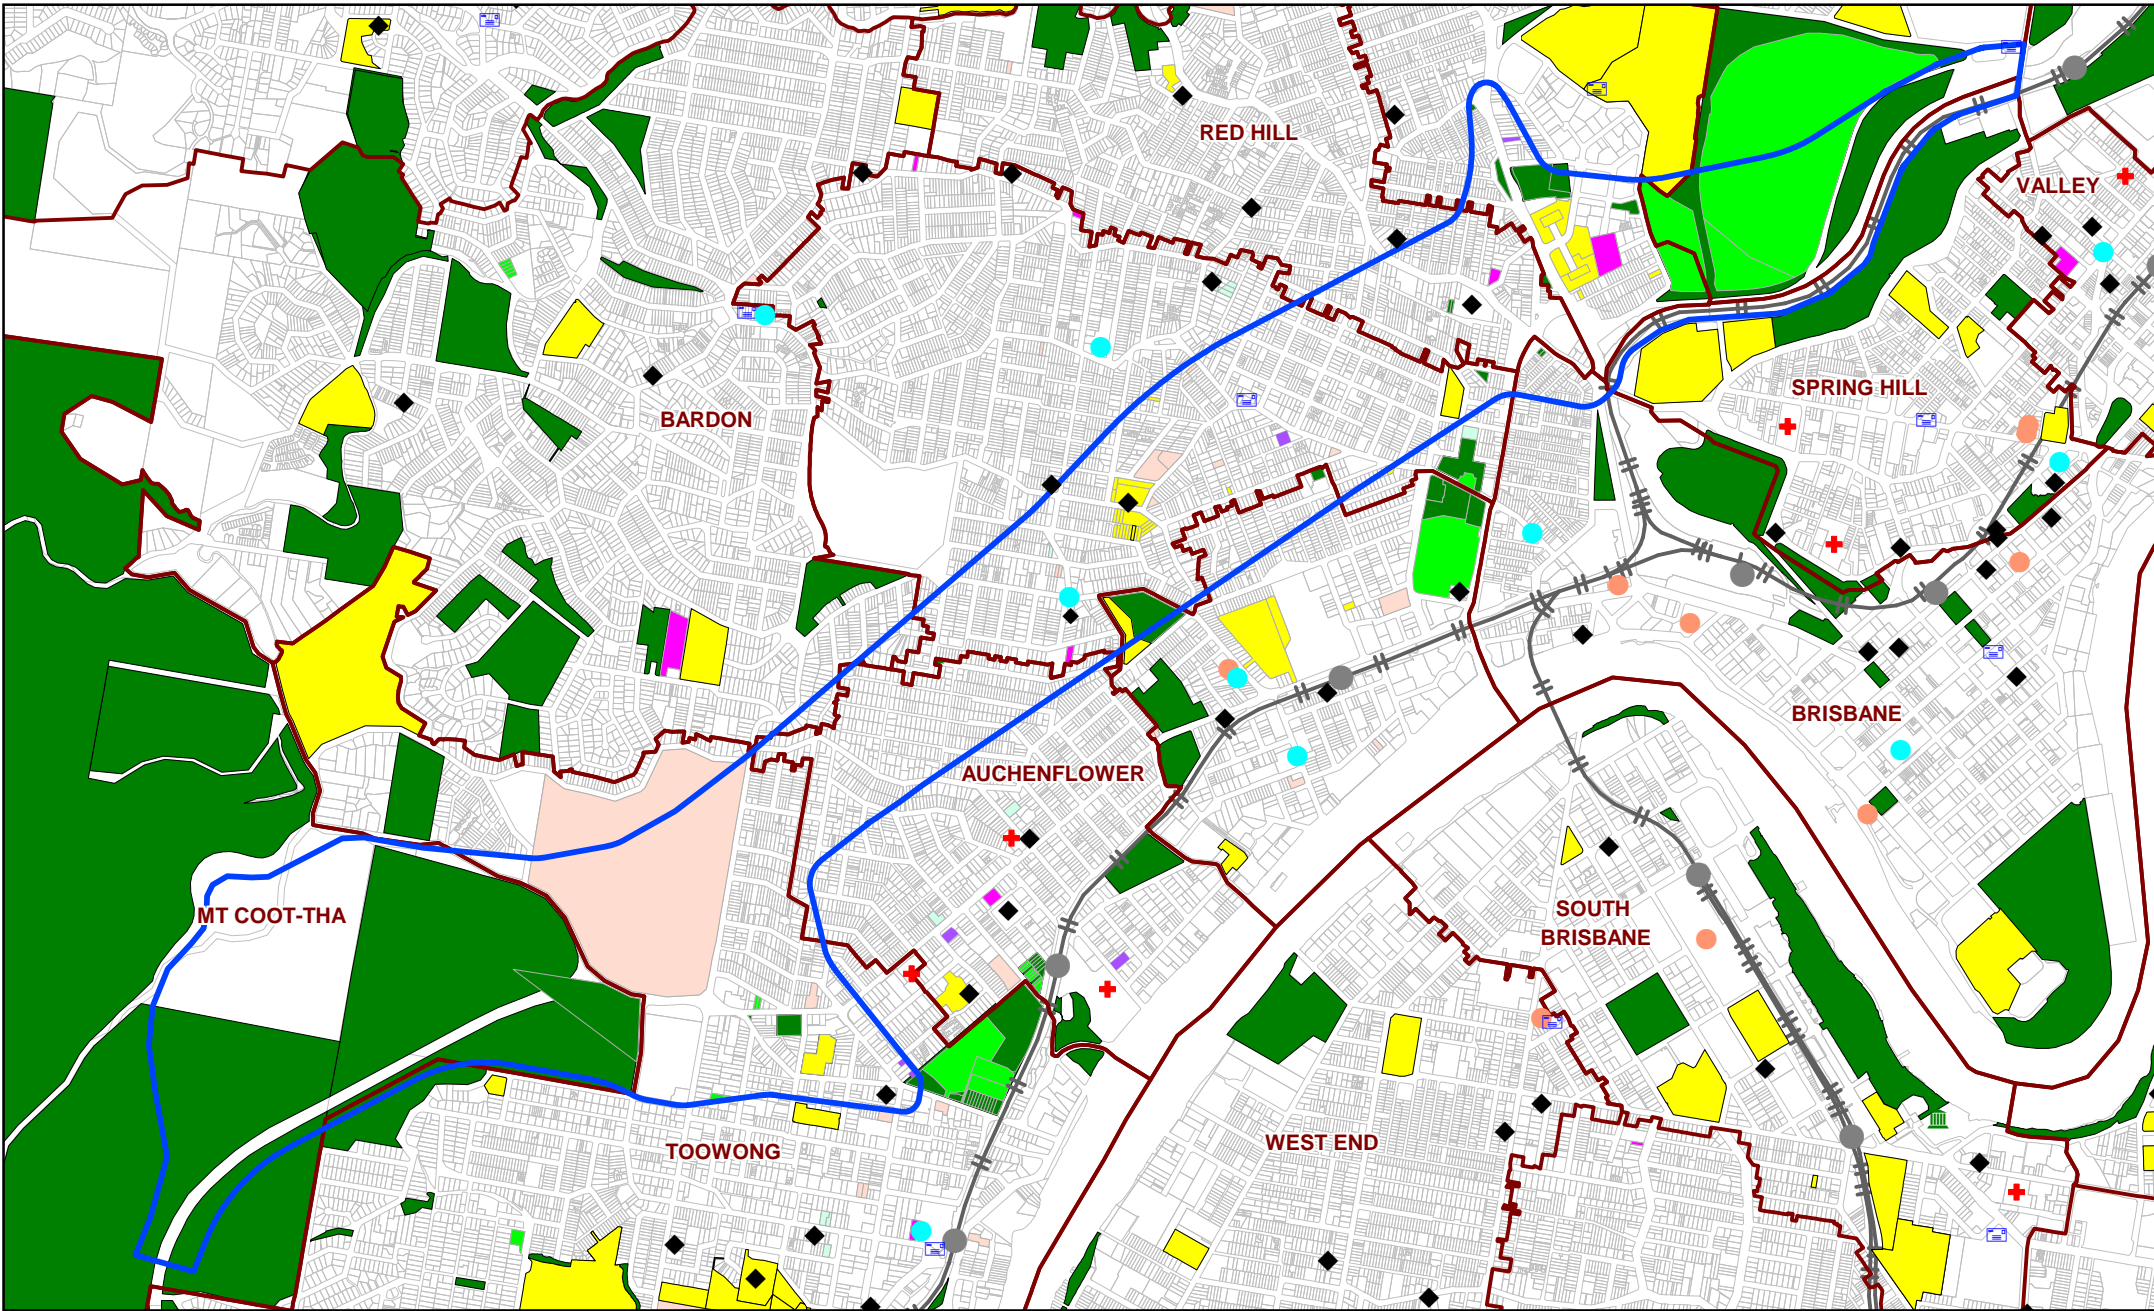 RED HILL
VALLEY
SPRING HILL
BARDON
BRISBANE
AUCHENFLOWER
MT COOT-THA
SOUTH
BRISBANE
WEST END
TOOWONG